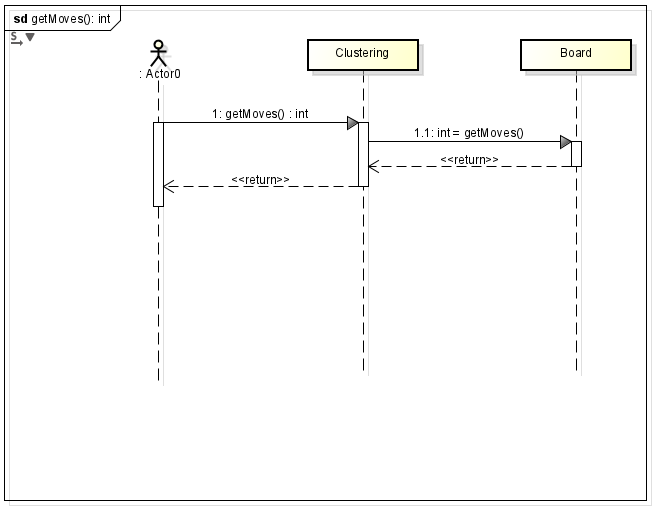 sd getMoves(): int
S
: Actor0
Clustering
Board
1: getMoves() : int
1.1: int = getMoves()
<<return>>
<<return>>